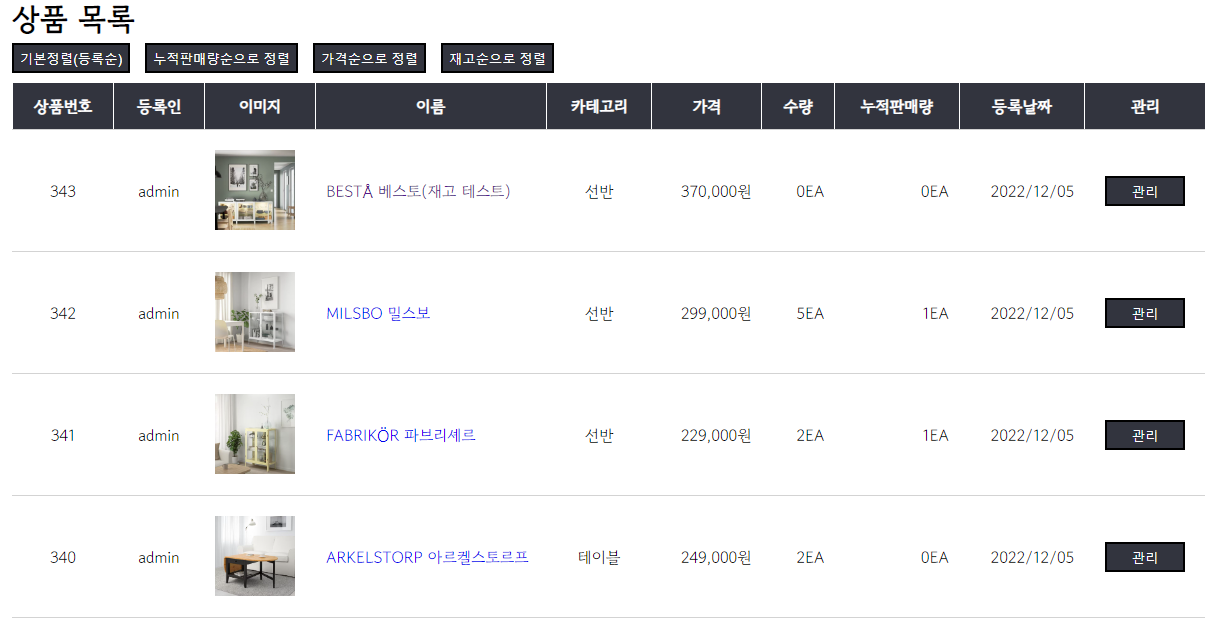 상품 목록
기본정렬(등록순) 누적판매량순으로 정렬 가격순으로 정렬 재고순으로 정렬
상품번호 등록인 이미지 이름 카테고리 가격 수량 누적판매량 등록날짜 관리
343 admin BESTÅ 베스토(재고 테스트) 선반 370,000원 0EA 0EA 2022/12/05 관리
342 admin MILSBO 밀스보 선반 299,000원 5EA 1EA 2022/12/05 관리
341 admin FABRIKÖR 파브리셰르 선반 229,000원 2EA 1EA 2022/12/05 관리
340 admin ARKELSTORP 아르켈스토르프 테이블 249,000원 2EA 0EA 2022/12/05 관리